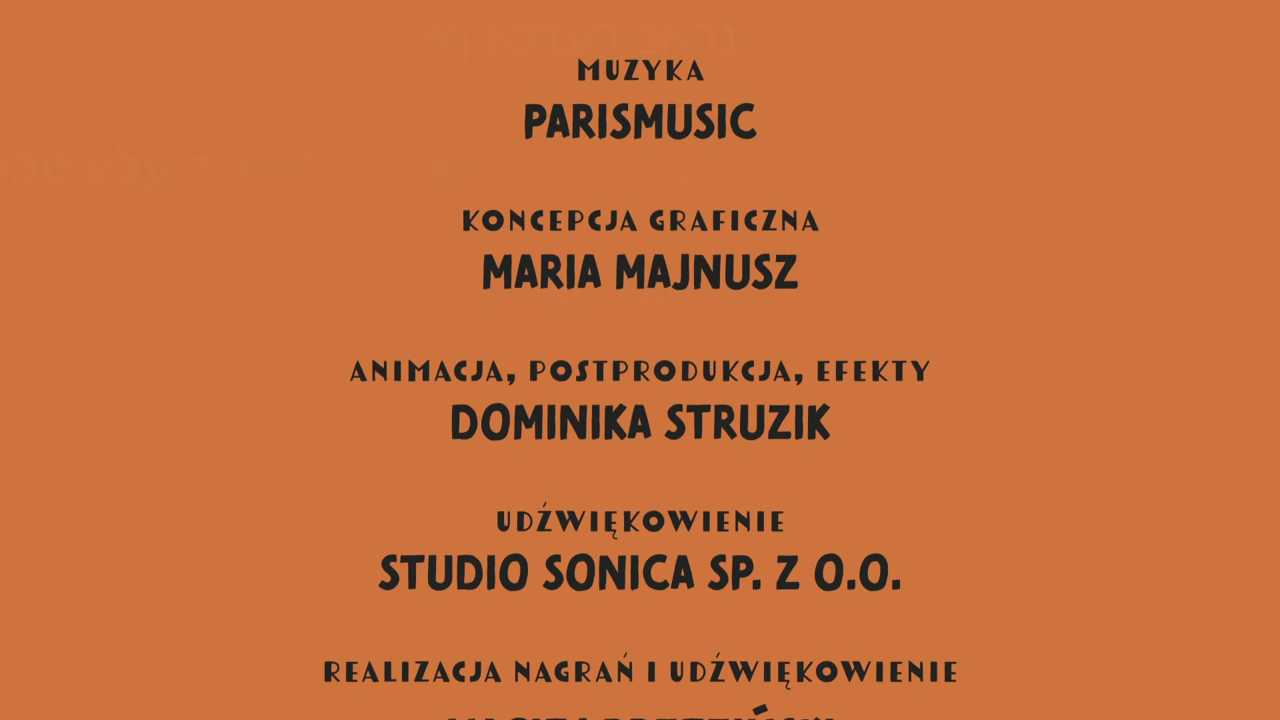 MUZYKA
PARISMUSIC
KONCEPCJA GRAFICZNA
MARIA MAJNUSZ
ANIMACJA, POSTPRODUKCJA, EFEKTY
DOMINIKA STRUZIK
UDŹWIĘKOWIENIE
STUDIO SONICA SP. Z O.O.
REALIZACJA NAGRAŃ I UDŹWIĘKOWIENIE